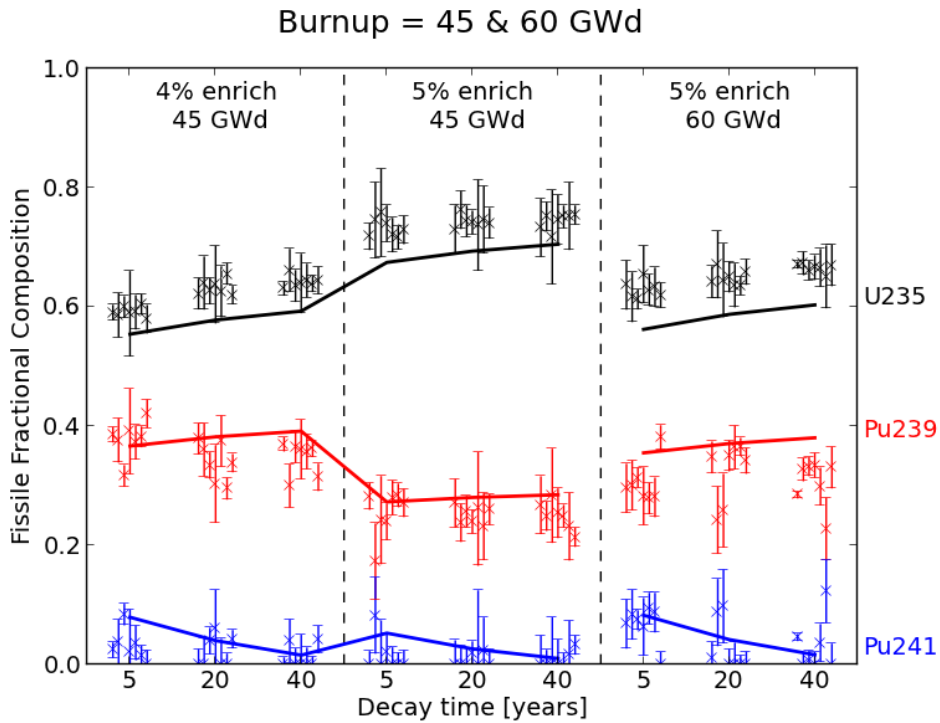 Burnup = 45 & 60 GWd
4% enrich
45 GWd
5% enrich
45 GWd
5% enrich
60 GWd
1.0
0.8
0.6
0.4
0.2
0.0
Fissile Fractional Composition
U235
Pu239
Pu241
5 20 40 5 20 40 5 20 40
Decay time [years]